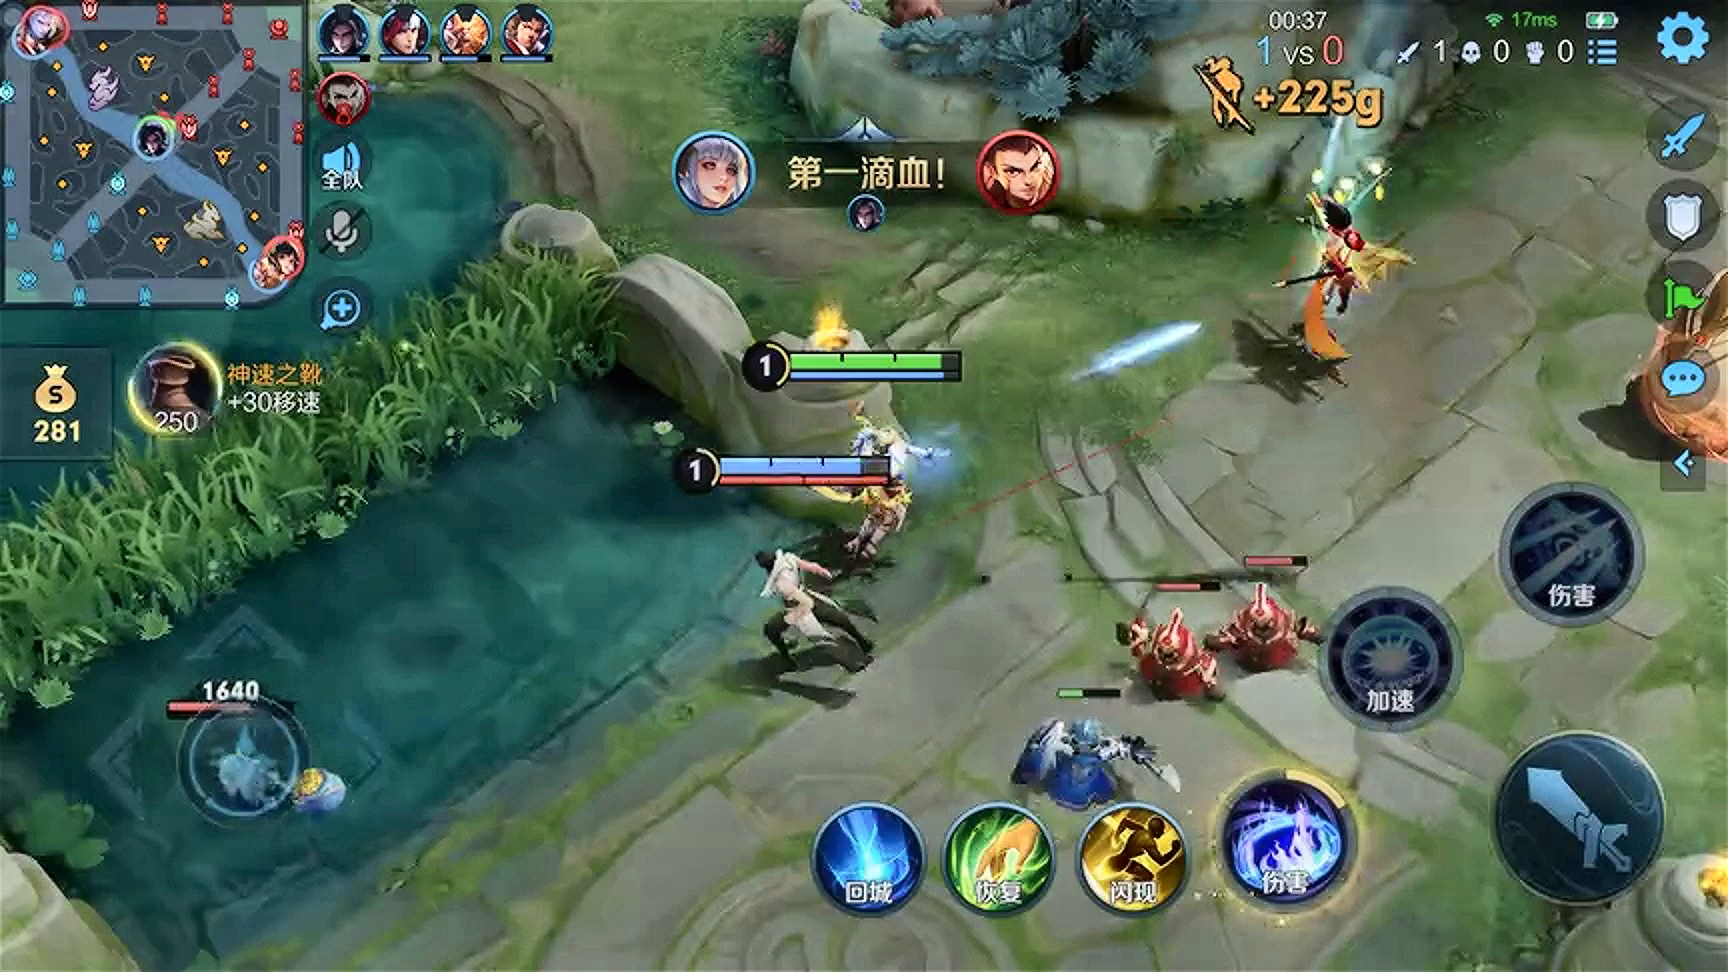 00:37
17ms
1 VS 0
1 0 0
+225g
第一滴血！
全队
1
1
神速之靴
+30移速
250
S
281
1640
伤害
加速
回城
恢复
闪现
伤害